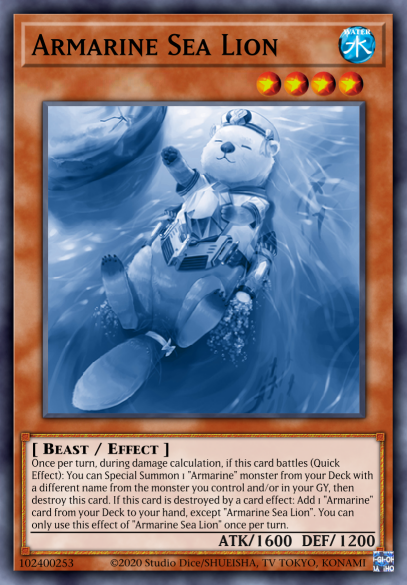 ARMARINE SEA LION
WATER
水
[ BEAST / EFFECT ]
Once per turn, during damage calculation, if this card battles (Quick
Effect): You can Special Summon 1 "Armarine" monster from your Deck with
a different name from the monster you control and/or in your GY, then
destroy this card. If this card is destroyed by a card effect: Add 1 "Armarine"
card from your Deck to your hand, except "Armarine Sea Lion". You can
only use this effect of "Armarine Sea Lion" once per turn.
ATK/1600 DEF/1200
102400253
©2020 Studio Dice/SHUEISHA, TV TOKYO, KONAMI